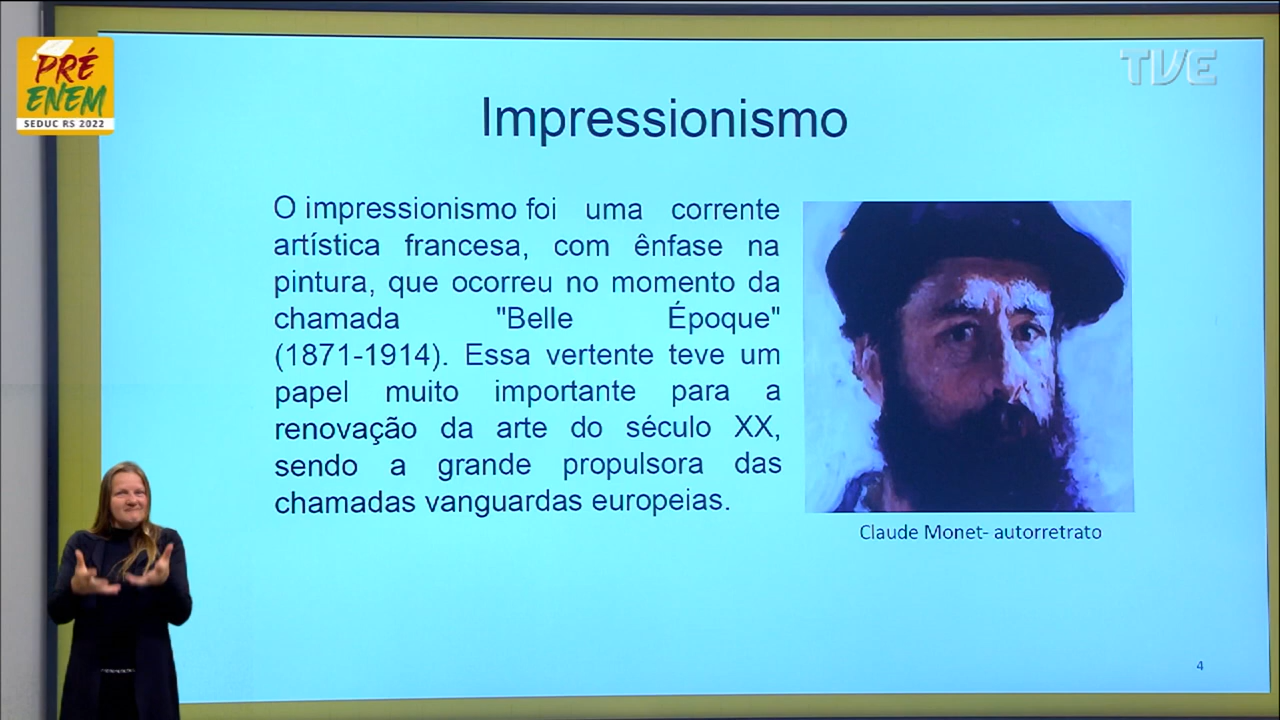 PRÉ
ENEM
SEDUC RS 2022
TVE
Impressionismo
O impressionismo foi uma corrente
artística francesa, com ênfase na
pintura, que ocorreu no momento da
chamada "Belle Époque"
(1871-1914). Essa vertente teve um
papel muito importante para a
renovação da arte do século XX,
sendo a grande propulsora das
chamadas vanguardas europeias.
Claude Monet- autorretrato
4